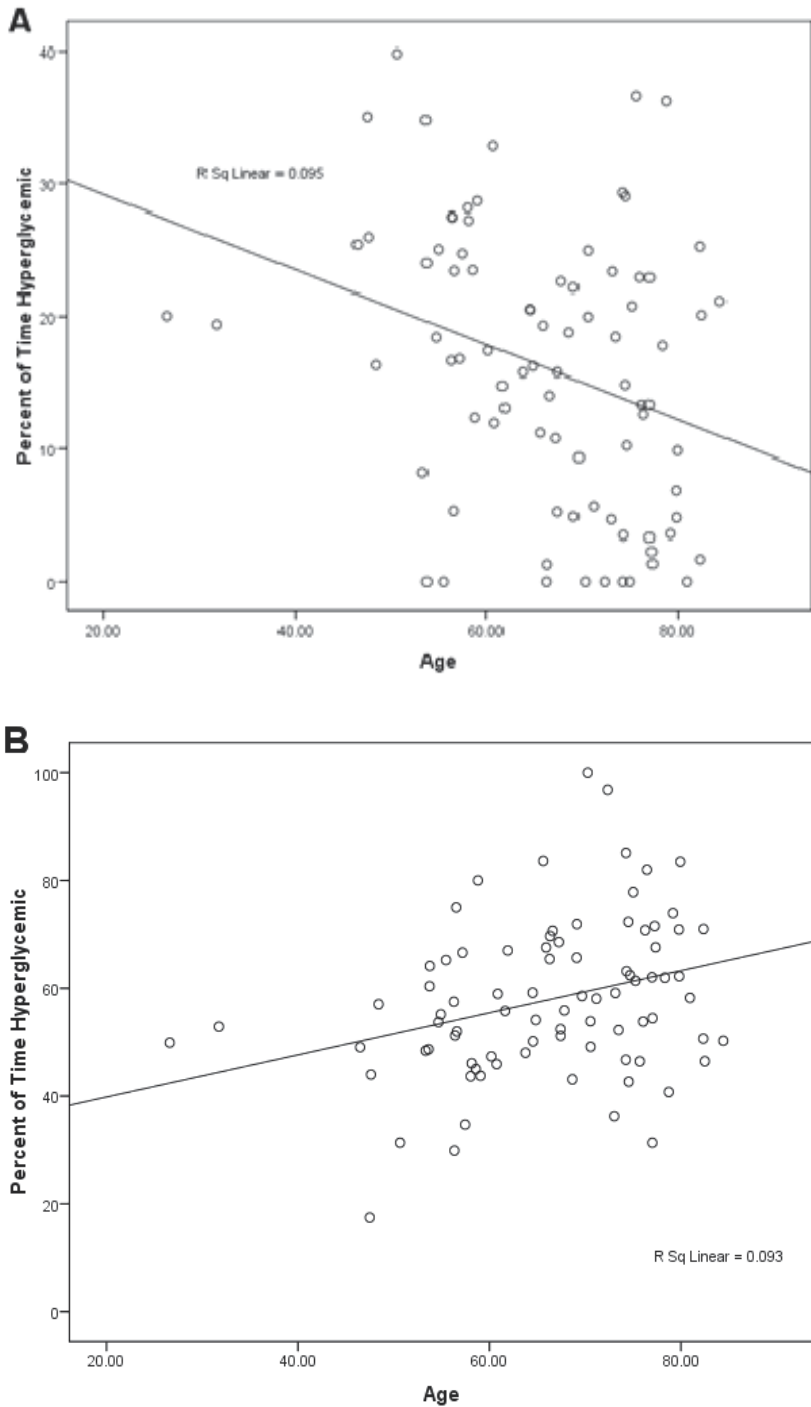 A
40
30
20
10
0
Percent of Time Hyperglycemic
R Sq Linear = 0.095
20.00 40.00 60.00 80.00
Age
B
100
80
60
40
20
0
Percent of Time Hyperglycemic
R Sq Linear = 0.093
20.00 40.00 60.00 80.00
Age